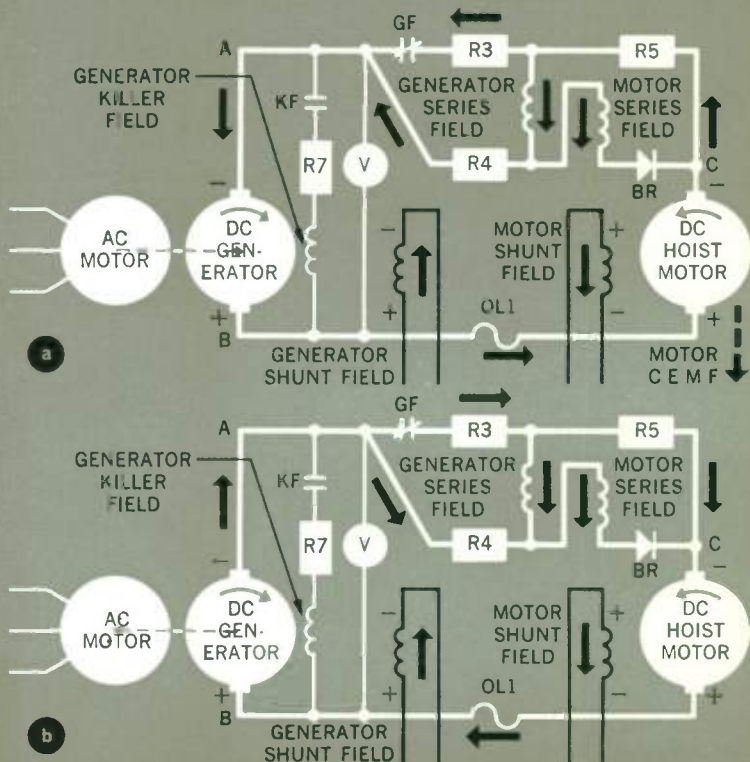 GF
A
R3
R5
GENERATOR
KILLER
FIELD
KF
GENERATOR
SERIES
FIELD
MOTOR
SERIES
FIELD
R7
V
R4
C
BR
−
−
AC
MOTOR
DC
GEN-
ERATOR
−
+
MOTOR
SHUNT
FIELD
+
−
DC
HOIST
MOTOR
OL1
+
+
B
a
GENERATOR
SHUNT FIELD
MOTOR
C E M F
GF
A
R3
R5
GENERATOR
KILLER
FIELD
KF
GENERATOR
SERIES
FIELD
MOTOR
SERIES
FIELD
R7
V
R4
C
BR
−
−
AC
MOTOR
DC
GEN-
ERATOR
−
+
MOTOR
SHUNT
FIELD
+
−
DC
HOIST
MOTOR
OL1
+
+
B
b
GENERATOR
SHUNT FIELD